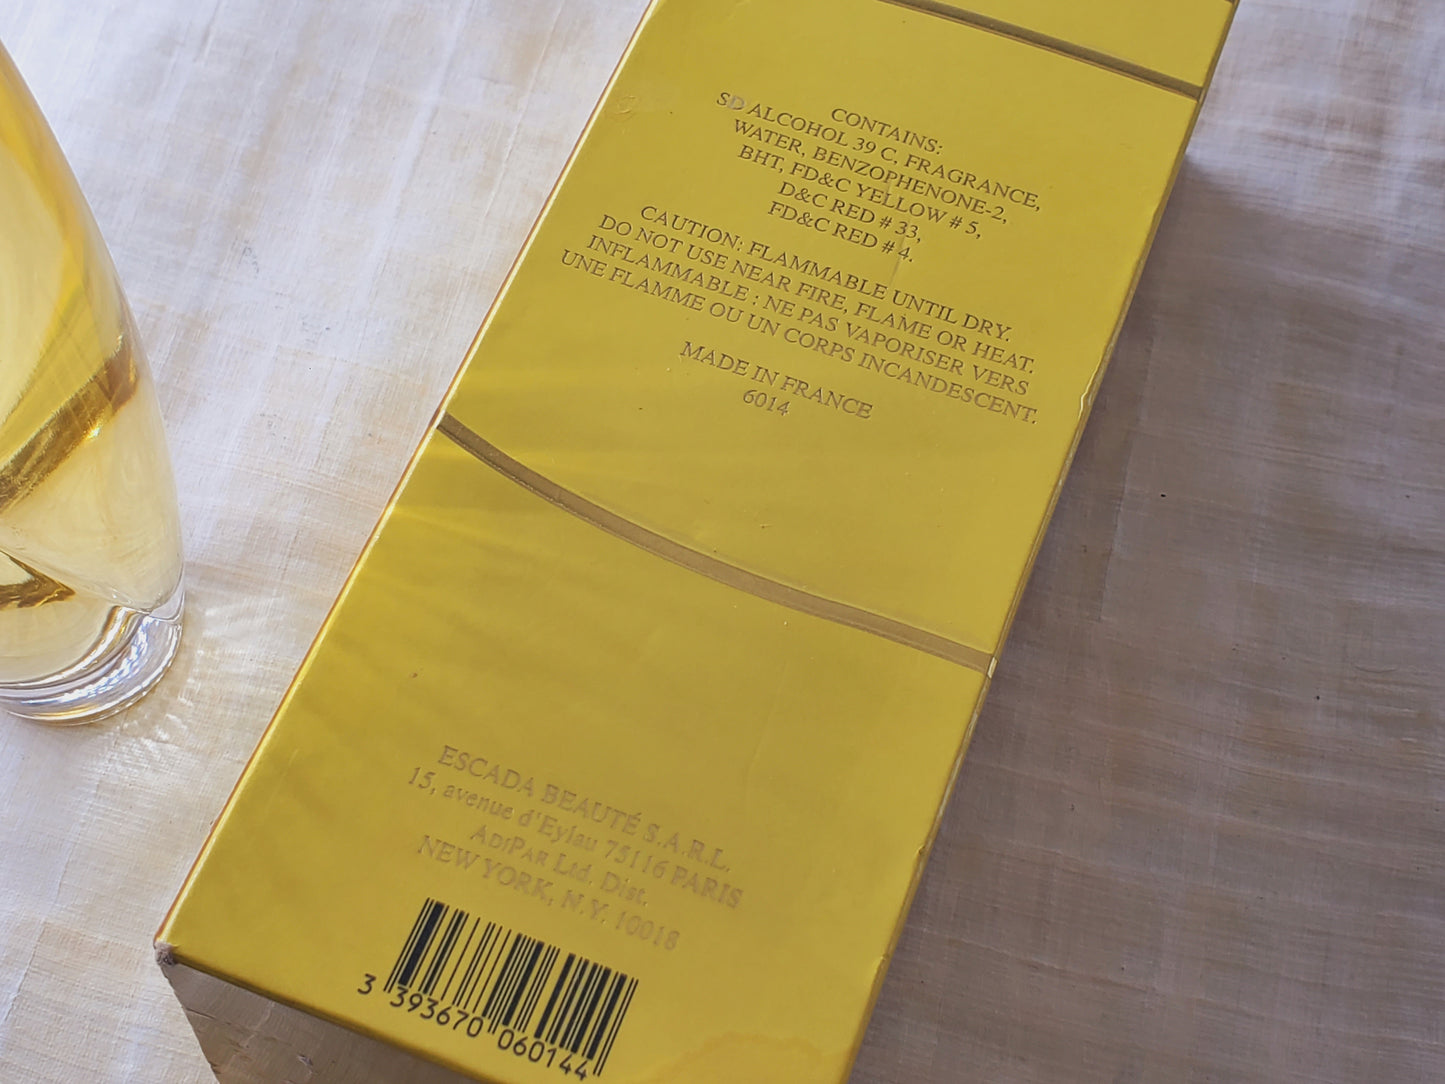 CONTAINS:
SD ALCOHOL 39 C, FRAGRANCE,
WATER, BENZOPHENONE-2,
BHT, FD&C YELLOW # 5,
D&C RED # 33,
FD&C RED # 4.
CAUTION: FLAMMABLE UNTIL DRY.
DO NOT USE NEAR FIRE, FLAME OR HEAT.
INFLAMMABLE : NE PAS VAPORISER VERS
UNE FLAMME OU UN CORPS INCANDESCENT.
MADE IN FRANCE
6014
ESCADA BEAUTÉ S.A.R.L.
15, avenue d'Eylau 75116 PARIS
ADIPAR Ltd. Dist.
NEW YORK, N.Y. 10018
3 393670 060144